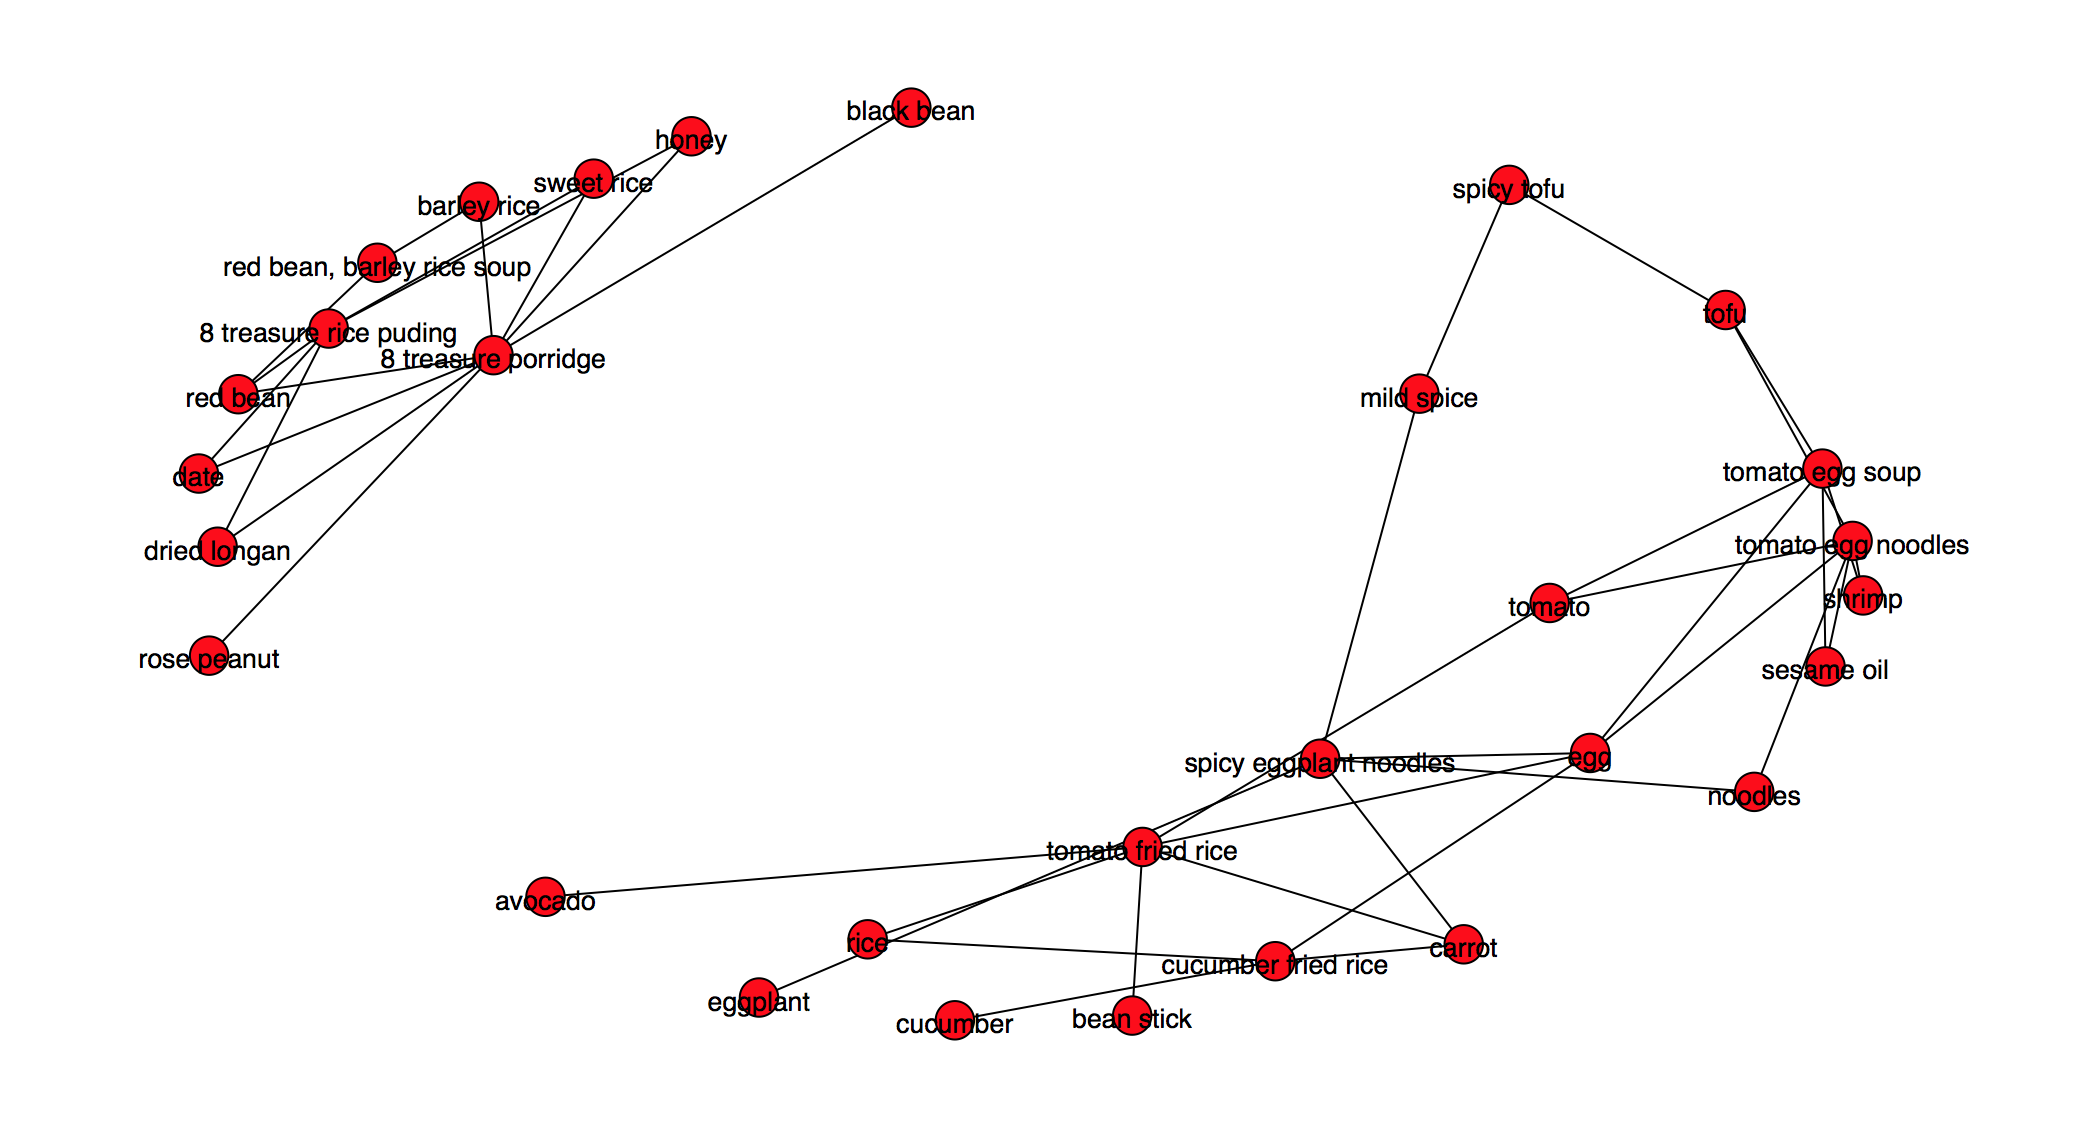 black bean
honey
sweet rice
spicy tofu
barley rice
red bean, barley rice soup
tofu
8 treasure rice puding
8 treasure porridge
red bean
mild spice
date
tomato egg soup
dried longan
tomato egg noodles
shrimp
tomato
rose peanut
sesame oil
spicy eggplant noodles
egg
noodles
tomato fried rice
avocado
rice
cucumber fried rice
carrot
eggplant
cucumber
bean stick